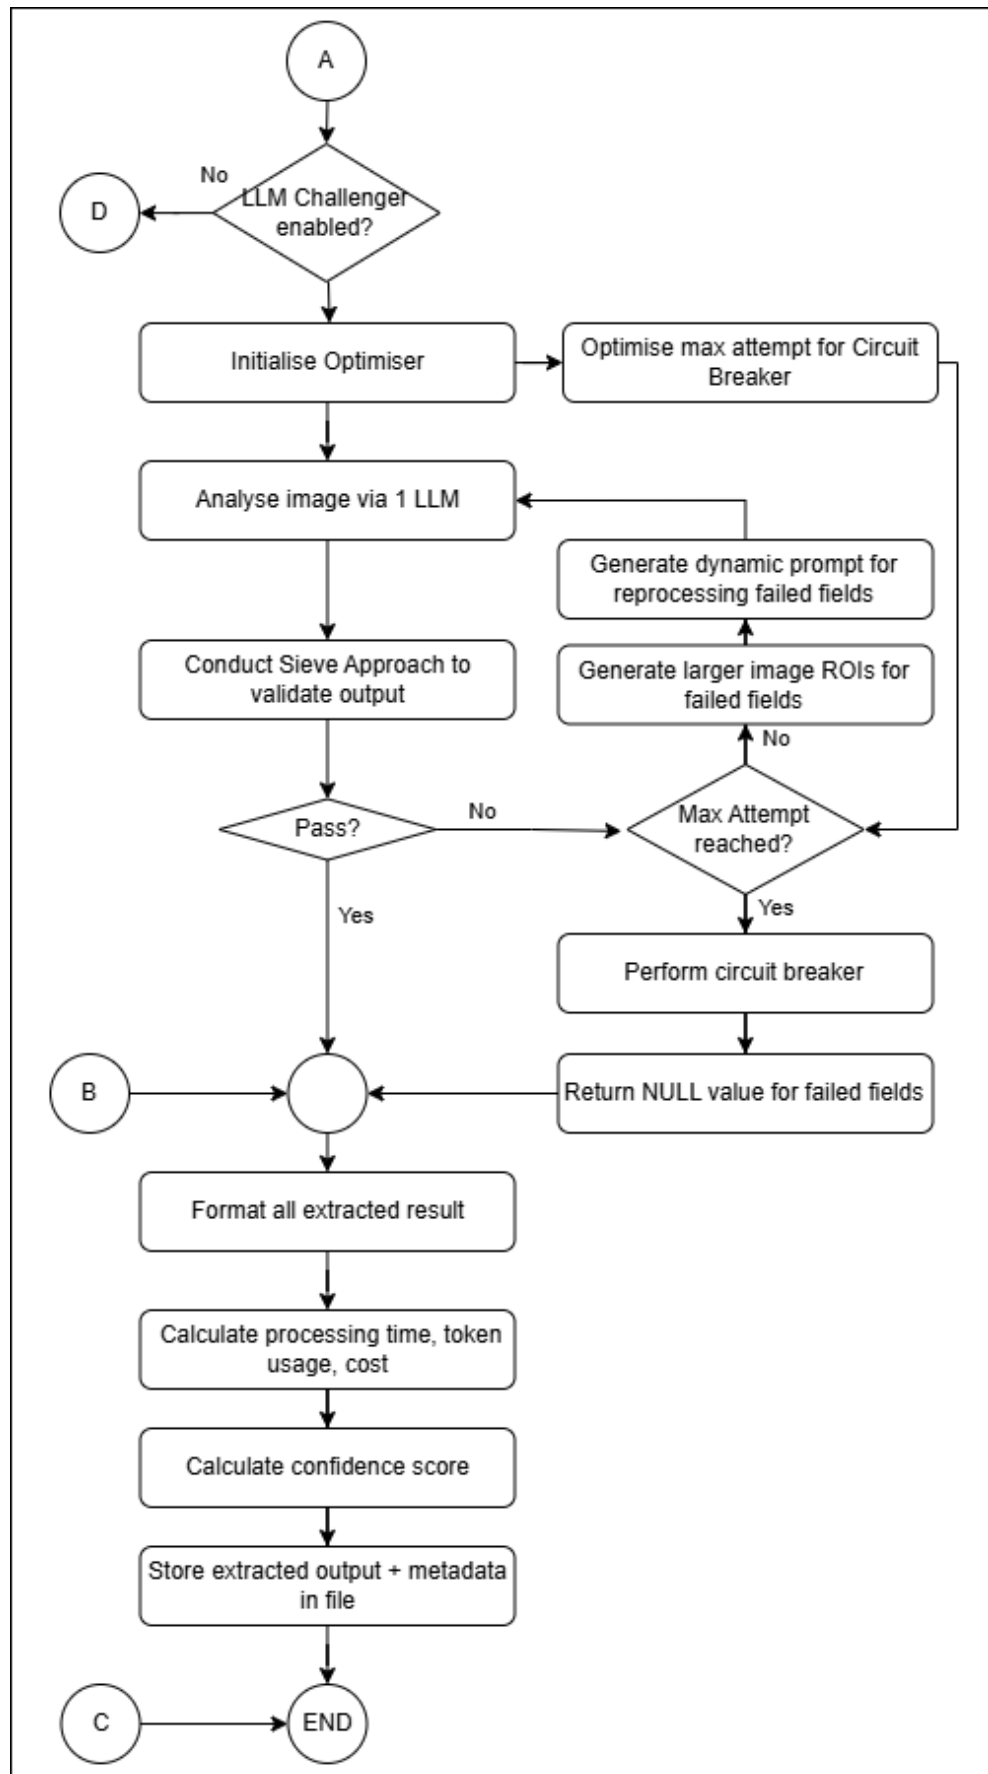 A
No
LLM Challenger
enabled?
D
Initialise Optimiser
Optimise max attempt for Circuit
Breaker
Analyse image via 1 LLM
Generate dynamic prompt for
reprocessing failed fields
Conduct Sieve Approach to
validate output
Generate larger image ROIs for
failed fields
No
Pass?
No
Max Attempt
reached?
Yes
Yes
Perform circuit breaker
B
Return NULL value for failed fields
Format all extracted result
Calculate processing time, token
usage, cost
Calculate confidence score
Store extracted output + metadata
in file
C
END